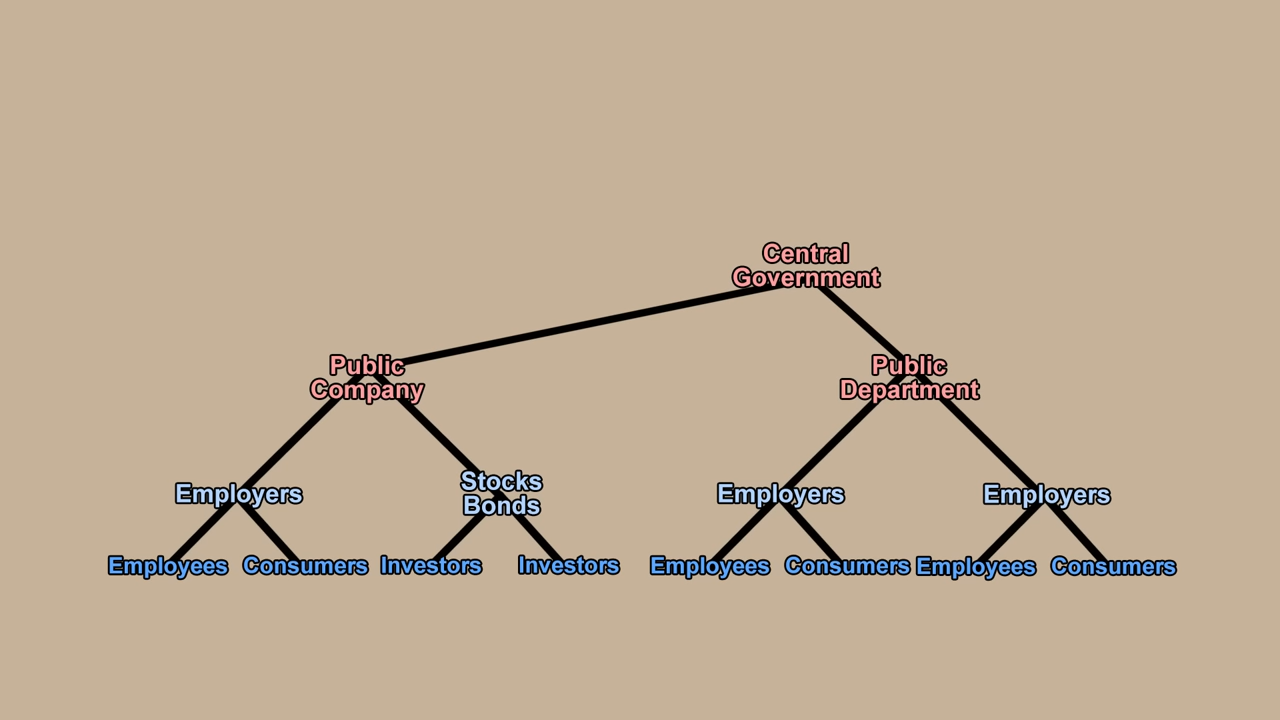 Central
Government
Public
Company
Public
Department
Employers
Stocks
Bonds
Employers
Employers
Employees
Consumers
Investors
Investors
Employees
Consumers
Employees
Consumers